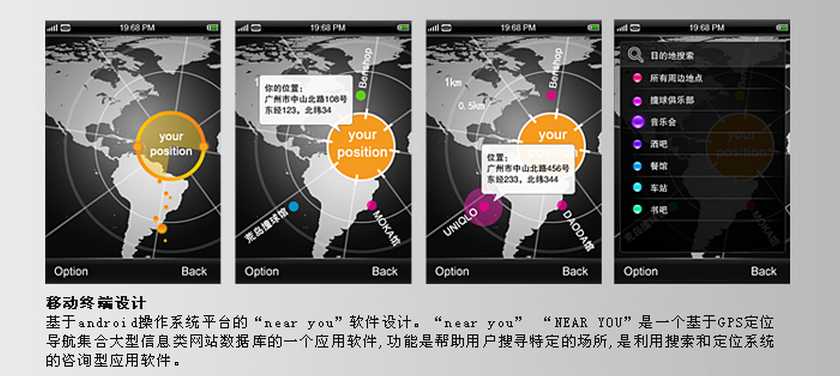 19:68 PM
your
position
Option
Back
19:68 PM
Benshop
你的位置：
广州市中山北路108号
东经123，北纬34
your
position
荒岛撞球馆
MOKA馆
Option
Back
19:68 PM
Benshop
1km
0.5km
your
position
位置：
广州市中山北路456号
东经233，北纬344
UNIQLO
DAODA馆
Option
Back
19:68 PM
目的地搜索
所有周边地点
撞球俱乐部
音乐会
酒吧
餐馆
车站
书吧
Option
Back
移动终端设计
基于android操作系统平台的“near you”软件设计。“near you” “NEAR YOU”是一个基于GPS定位
导航集合大型信息类网站数据库的一个应用软件,功能是帮助用户搜寻特定的场所,是利用搜索和定位系统
的咨询型应用软件。